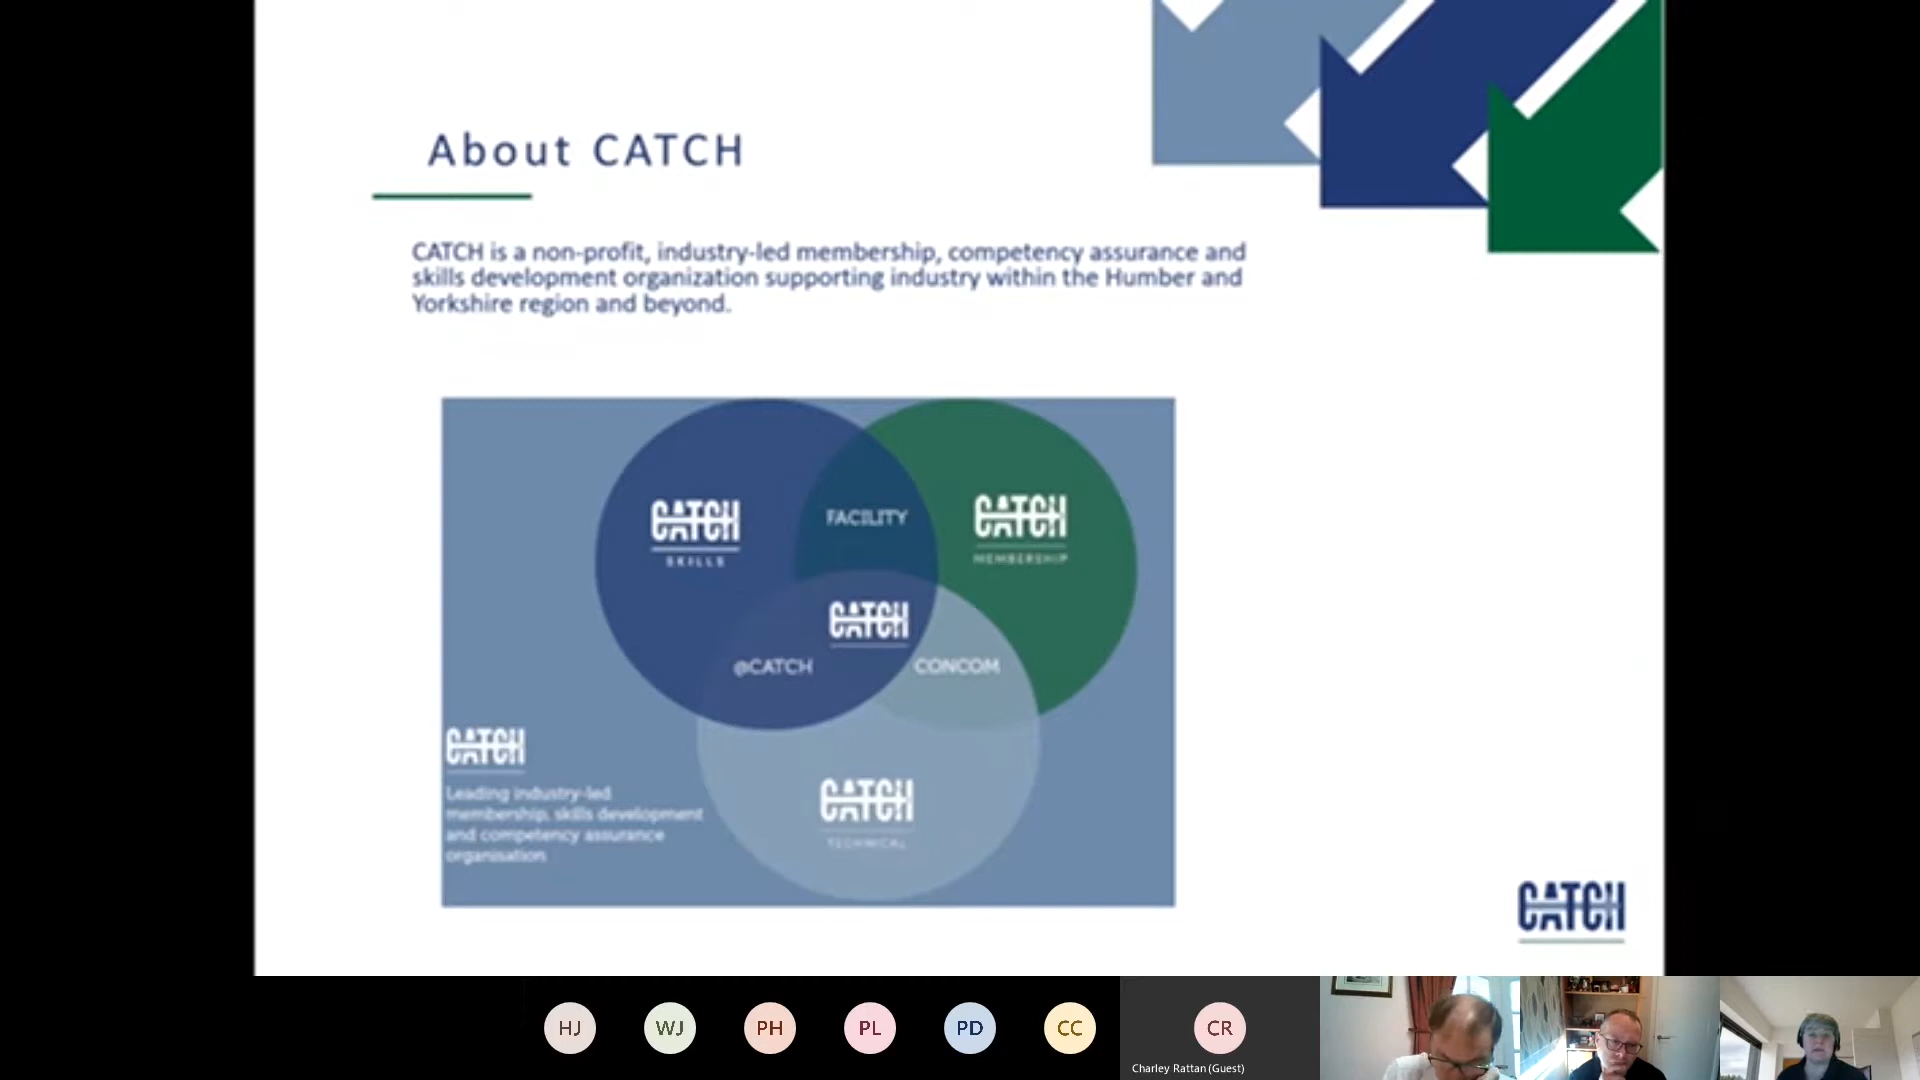 About CATCH
CATCH is a non-profit, industry-led membership, competency assurance and
skills development organization supporting industry within the Humber and
Yorkshire region and beyond.
CATCH
SKILLS
FACILITY
CATCH
MEMBERSHIP
CATCH
@CATCH
CONCOM
CATCH
Leading industry-led
membership, skills development
and competency assurance
organisation
CATCH
TECHNICAL
CATCH
HJ
WJ
PH
PL
PD
CC
CR
Charley Rattan (Guest)